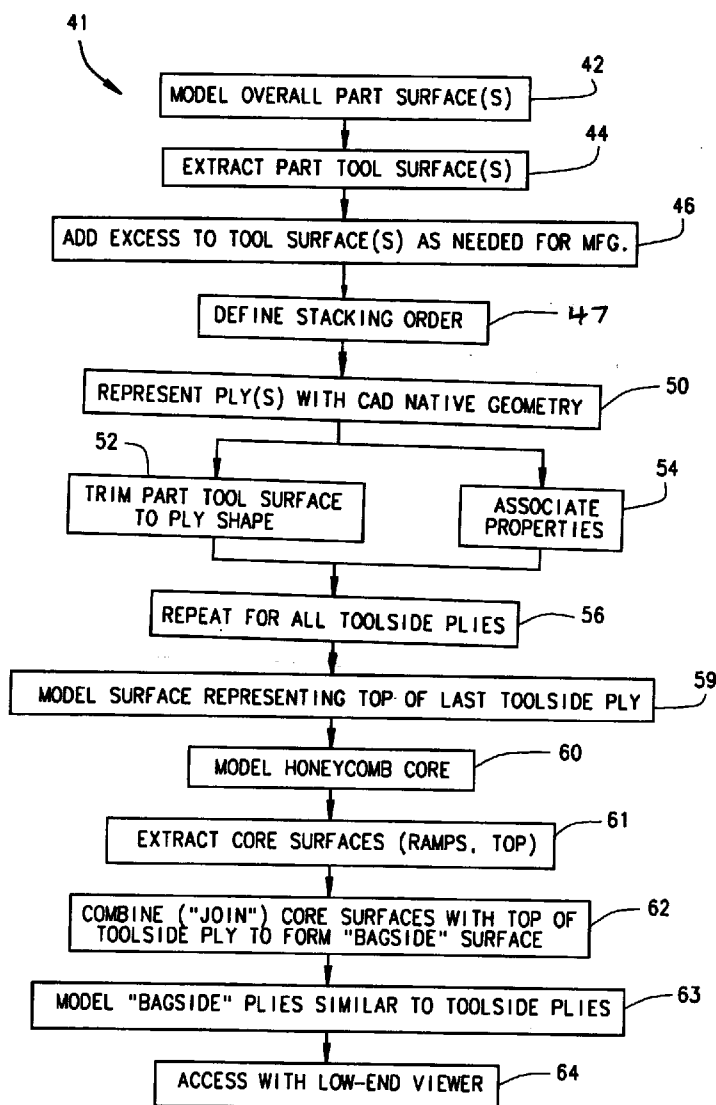 41
42
MODEL OVERALL PART SURFACE(S)
44
EXTRACT PART TOOL SURFACE(S)
46
ADD EXCESS TO TOOL SURFACE(S) AS NEEDED FOR MFG.
DEFINE STACKING ORDER
47
REPRESENT PLY(S) WITH CAD NATIVE GEOMETRY
50
52
TRIM PART TOOL SURFACE
TO PLY SHAPE
54
ASSOCIATE
PROPERTIES
REPEAT FOR ALL TOOLSIDE PLIES
56
MODEL SURFACE REPRESENTING TOP OF LAST TOOLSIDE PLY
59
MODEL HONEYCOMB CORE
60
EXTRACT CORE SURFACES (RAMPS, TOP)
61
COMBINE ("JOIN") CORE SURFACES WITH TOP OF
TOOLSIDE PLY TO FORM "BAGSIDE" SURFACE
62
MODEL "BAGSIDE" PLIES SIMILAR TO TOOLSIDE PLIES
63
ACCESS WITH LOW-END VIEWER
64